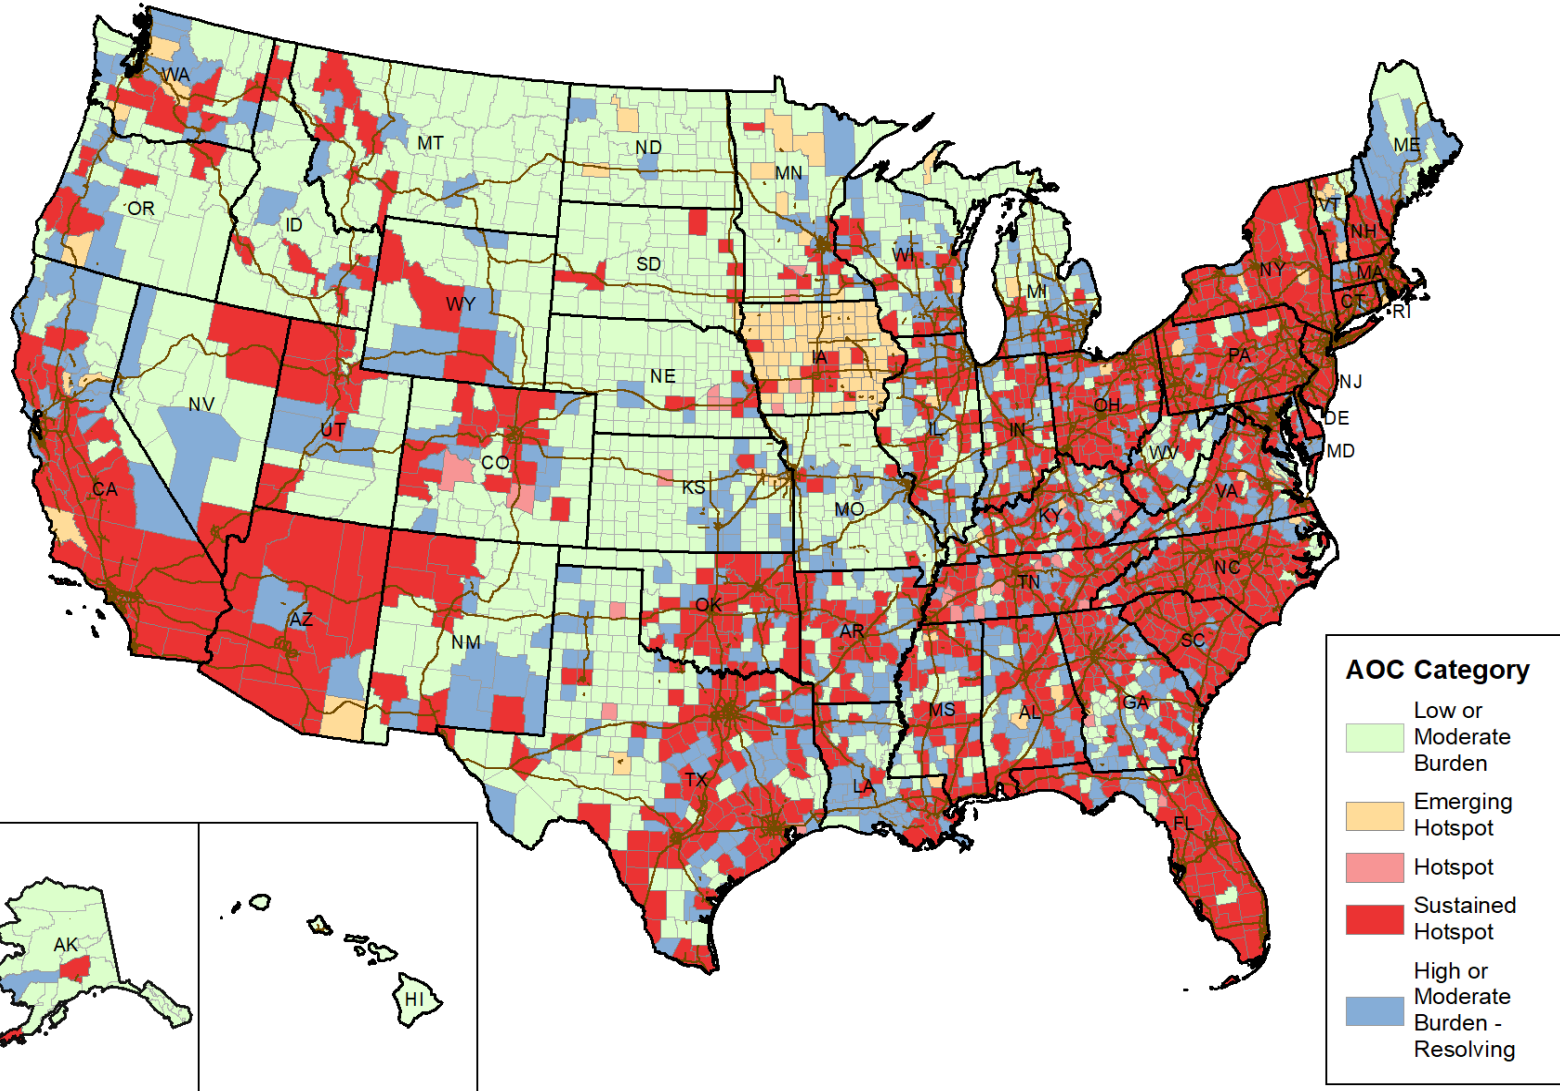 WA
MT
ND
MN
ME
OR
ID
VT
NH
WI
SD
NY
MA
MI
WY
CT
RI
IA
PA
NE
NJ
NV
OH
UT
IL
IN
DE
CO
WV
MD
CA
KS
VA
MO
KY
NC
TN
AZ
OK
AR
NM
SC
MS
AL
GA
TX
LA
FL
AK
HI
AOC Category
Low or
Moderate
Burden
Emerging
Hotspot
Hotspot
Sustained
Hotspot
High or
Moderate
Burden -
Resolving